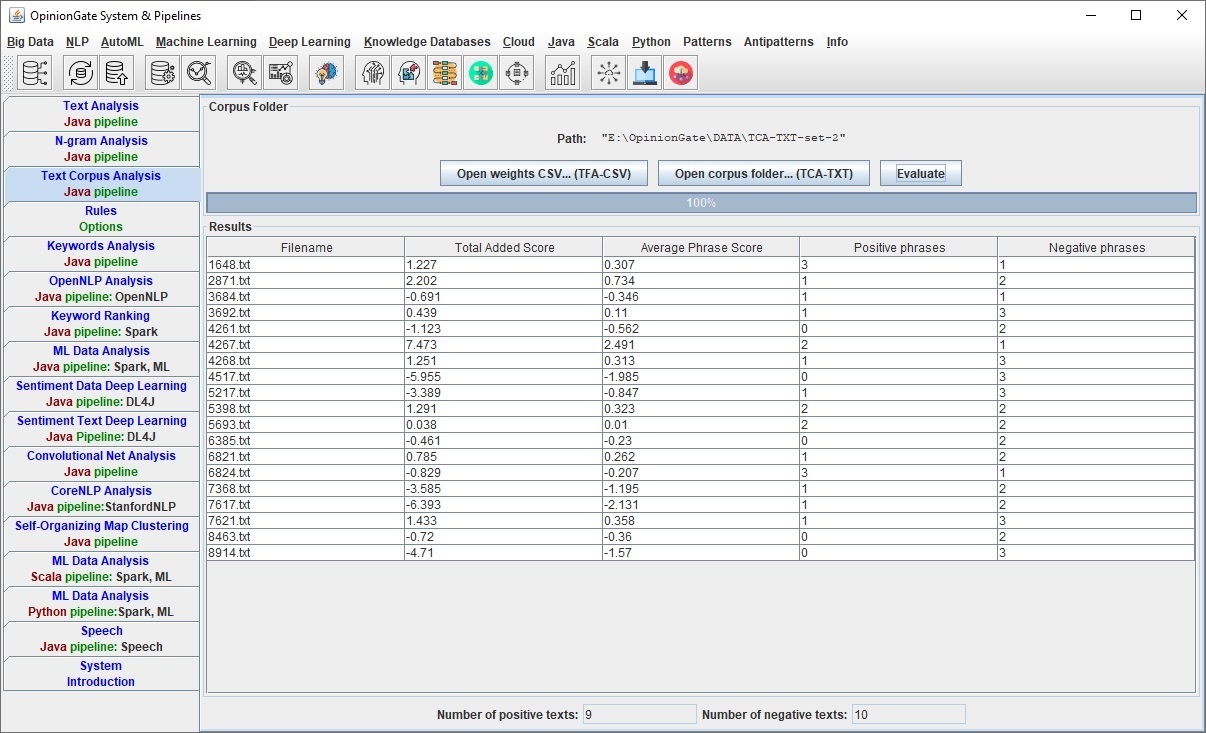 OpinionGate System & Pipelines
Big Data NLP AutoML Machine Learning Deep Learning Knowledge Databases Cloud Java Scala Python Patterns Antipatterns Info
Text Analysis
Java pipeline
N-gram Analysis
Java pipeline
Text Corpus Analysis
Java pipeline
Rules
Options
Keywords Analysis
Java pipeline
OpenNLP Analysis
Java pipeline: OpenNLP
Keyword Ranking
Java pipeline: Spark
ML Data Analysis
Java pipeline: Spark, ML
Sentiment Data Deep Learning
Java pipeline: DL4J
Sentiment Text Deep Learning
Java Pipeline: DL4J
Convolutional Net Analysis
Java pipeline
CoreNLP Analysis
Java pipeline:StanfordNLP
Self-Organizing Map Clustering
Java pipeline
ML Data Analysis
Scala pipeline: Spark, ML
ML Data Analysis
Python pipeline:Spark, ML
Speech
Java pipeline: Speech
System
Introduction
Corpus Folder
Path: "E:\OpinionGate\DATA\TCA-TXT-set-2"
Open weights CSV... (TFA-CSV) Open corpus folder... (TCA-TXT) Evaluate
100%
Results
Filename Total Added Score Average Phrase Score Positive phrases Negative phrases
1648.txt 1.227 0.307 3 1
2871.txt 2.202 0.734 1 2
3684.txt -0.691 -0.346 1 1
3692.txt 0.439 0.11 1 3
4261.txt -1.123 -0.562 0 2
4267.txt 7.473 2.491 2 1
4268.txt 1.251 0.313 1 3
4517.txt -5.955 -1.985 0 3
5217.txt -3.389 -0.847 1 3
5398.txt 1.291 0.323 2 2
5693.txt 0.038 0.01 2 2
6385.txt -0.461 -0.23 0 2
6821.txt 0.785 0.262 1 2
6824.txt -0.829 -0.207 3 1
7368.txt -3.585 -1.195 1 2
7617.txt -6.393 -2.131 1 2
7621.txt 1.433 0.358 1 3
8463.txt -0.72 -0.36 0 2
8914.txt -4.71 -1.57 0 3
Number of positive texts: 9 Number of negative texts: 10